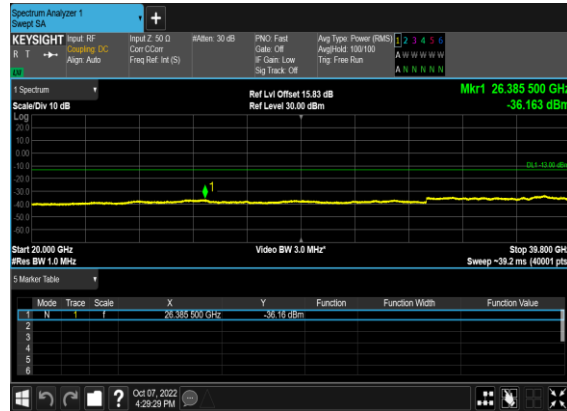 Spectrum Analyzer 1
Swept SA
+
KEYSIGHT Input: RF Input Z: 50 Ω #Atten: 30 dB PNO: Fast Avg Type: Power (RMS) 1 2 3 4 5 6
R T Coupling: DC Corr CCorr Gate: Off Avg|Hold: 100/100 A W W W W W
Align: Auto Freq Ref: Int (S) IF Gain: Low Trig: Free Run
Sig Track: Off A N N N N N
1 Spectrum Ref Lvl Offset 15.83 dB Mkr1 26.385 500 GHz
Scale/Div 10 dB Ref Level 30.00 dBm -36.163 dBm
Log
20.0
10.0
0.00
-10.0 DL1 -13.00 dBm
-20.0
-30.0 1
-40.0
-50.0
-60.0
Start 20.000 GHz Video BW 3.0 MHz* Stop 39.800 GHz
#Res BW 1.0 MHz Sweep ~39.2 ms (40001 pts)
5 Marker Table
Mode Trace Scale X Y Function Function Width Function Value
1 N 1 f 26.385 500 GHz -36.16 dBm
2
3
4
5
6
? Oct 07, 2022
4:29:29 PM